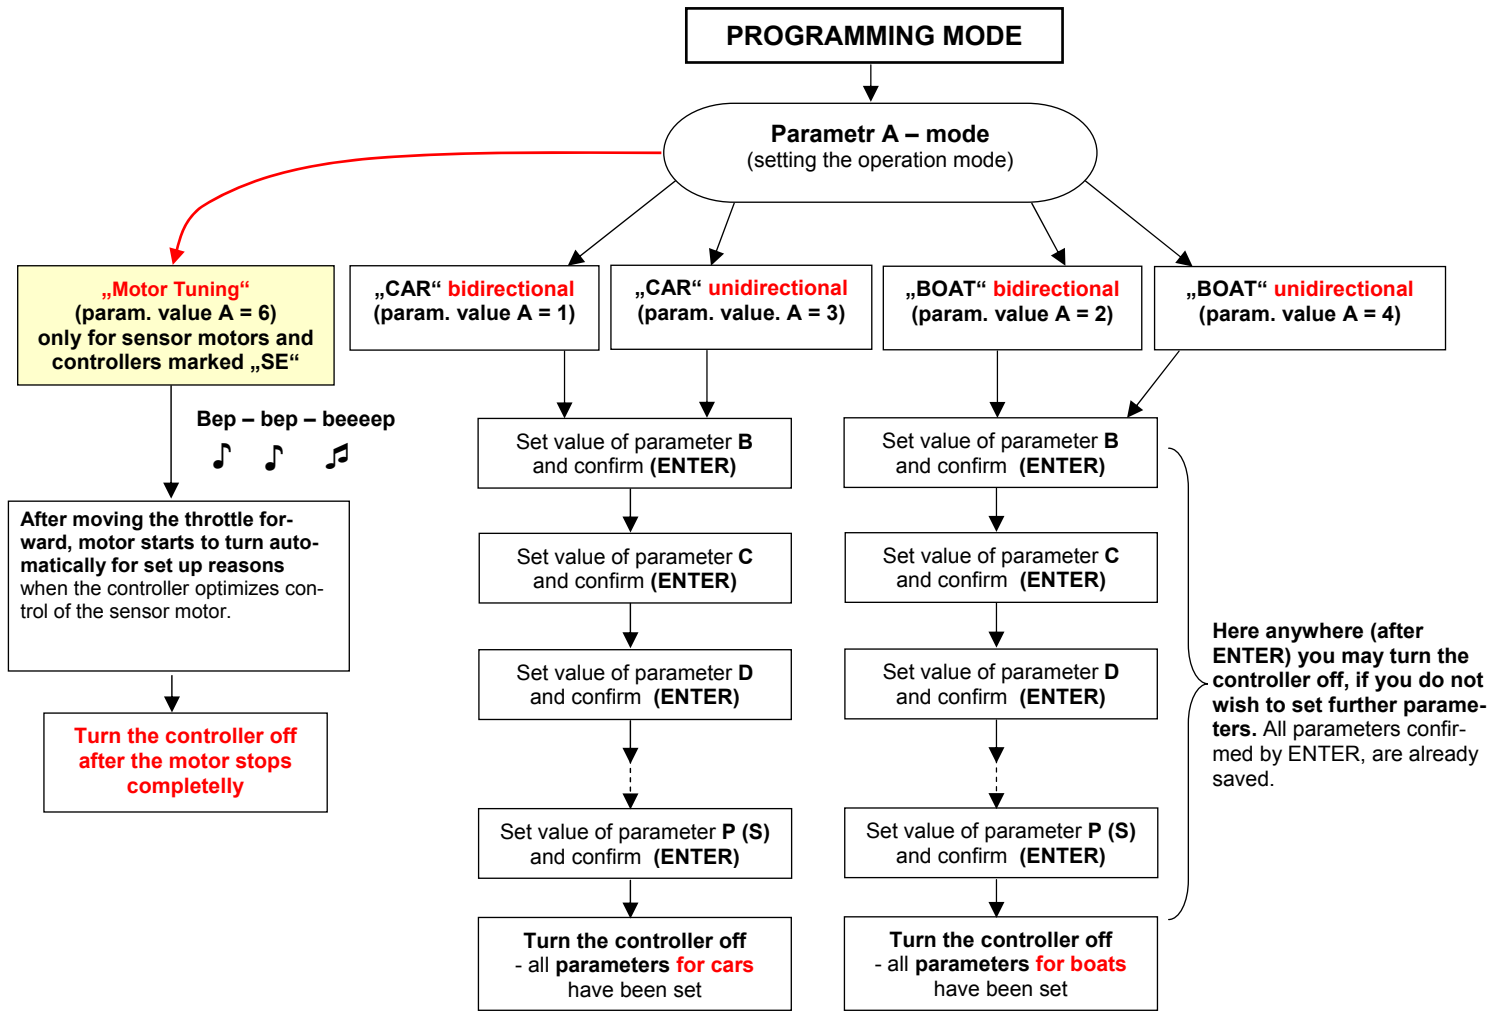 PROGRAMMING MODE
Parametr A – mode
(setting the operation mode)
„Motor Tuning“
(param. value A = 6)
only for sensor motors and
controllers marked „SE“
„CAR“ bidirectional
(param. value A = 1)
„CAR“ unidirectional
(param. value. A = 3)
„BOAT“ bidirectional
(param. value A = 2)
„BOAT“ unidirectional
(param. value A = 4)
Bep – bep – beeeep
After moving the throttle for-
ward, motor starts to turn auto-
matically for set up reasons
when the controller optimizes con-
trol of the sensor motor.
Turn the controller off
after the motor stops
completelly
Set value of parameter B
and confirm (ENTER)
Set value of parameter C
and confirm (ENTER)
Set value of parameter D
and confirm (ENTER)
Set value of parameter P (S)
and confirm (ENTER)
Turn the controller off
- all parameters for cars
have been set
Set value of parameter B
and confirm (ENTER)
Set value of parameter C
and confirm (ENTER)
Set value of parameter D
and confirm (ENTER)
Set value of parameter P (S)
and confirm (ENTER)
Turn the controller off
- all parameters for boats
have been set
Here anywhere (after
ENTER) you may turn the
controller off, if you do not
wish to set further parame-
ters. All parameters confir-
med by ENTER, are already
saved.